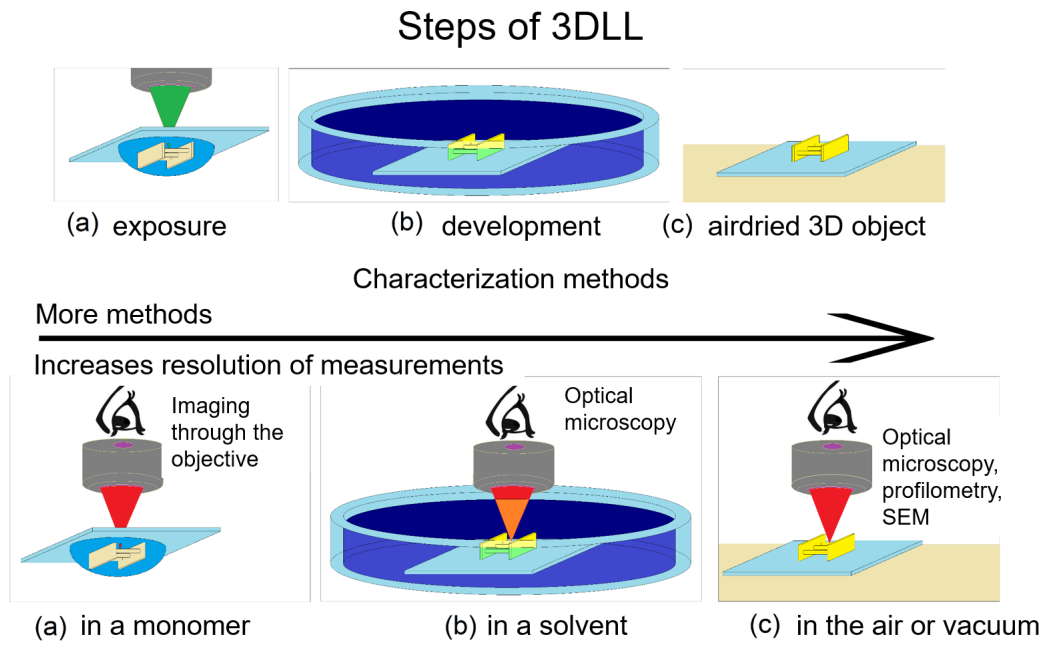 Steps of 3DLL
(a) exposure
(b) development
(c) airdried 3D object
Characterization methods
More methods
Increases resolution of measurements
Imaging
through the
objective
Optical
microscopy
Optical
microscopy,
profilometry,
SEM
(a) in a monomer
(b) in a solvent
(c) in the air or vacuum